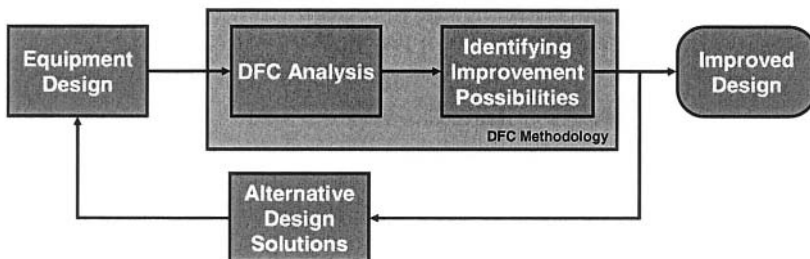 Equipment
Design
DFC Analysis
Identifying
Improvement
Possibilities
Improved
Design
DFC Methodology
Alternative
Design
Solutions